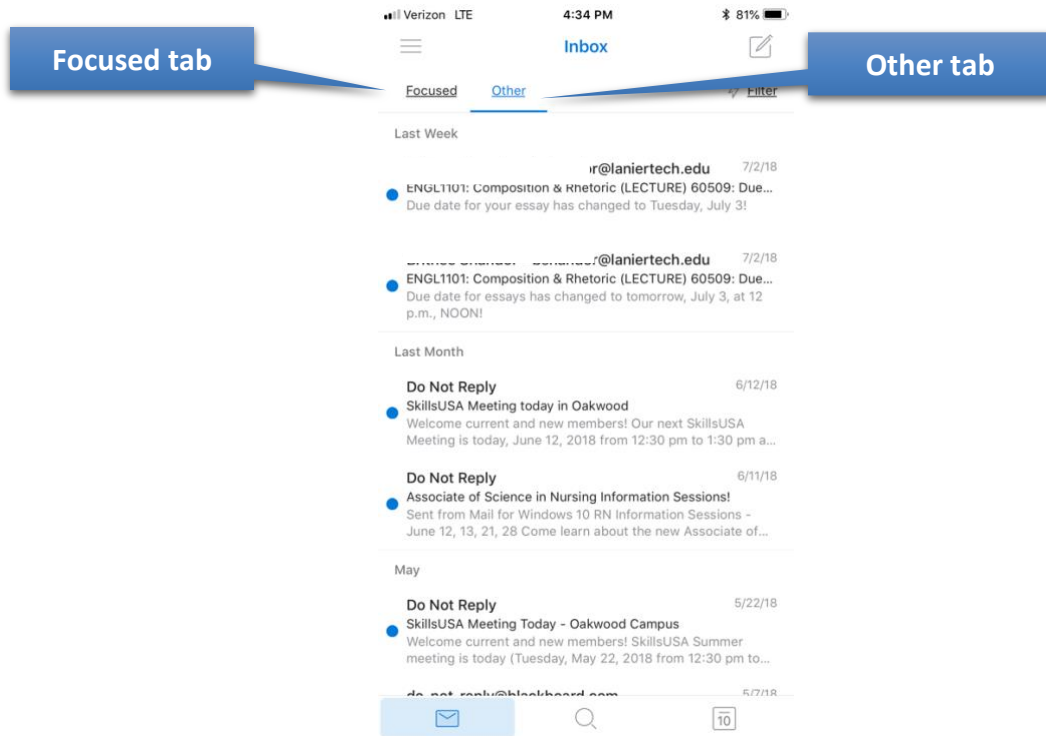 Verizon LTE 4:34 PM 81%
Inbox
Focused tab
Other tab
Focused Other Filter
Last Week
r@laniertech.edu 7/2/18
ENGL1101: Composition & Rhetoric (LECTURE) 60509: Due...
Due date for your essay has changed to Tuesday, July 3!
@laniertech.edu 7/2/18
ENGL1101: Composition & Rhetoric (LECTURE) 60509: Due...
Due date for essays has changed to tomorrow, July 3, at 12
p.m., NOON!
Last Month
Do Not Reply 6/12/18
SkillsUSA Meeting today in Oakwood
Welcome current and new members! Our next SkillsUSA
Meeting is today, June 12, 2018 from 12:30 pm to 1:30 pm a...
Do Not Reply 6/11/18
Associate of Science in Nursing Information Sessions!
Sent from Mail for Windows 10 RN Information Sessions -
June 12, 13, 21, 28 Come learn about the new Associate of...
May
Do Not Reply 5/22/18
SkillsUSA Meeting Today - Oakwood Campus
Welcome current and new members! SkillsUSA Summer
meeting is today (Tuesday, May 22, 2018 from 12:30 pm to...
do-not-reply@blackboard.com 5/7/18
10